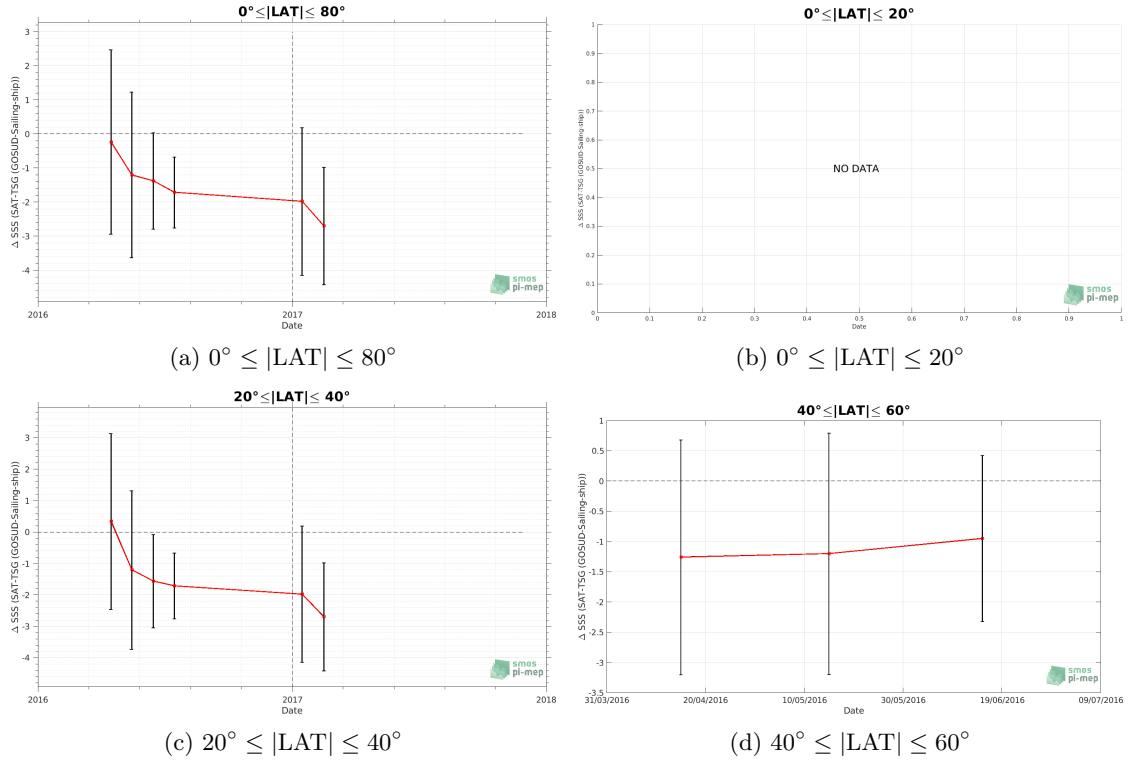 0°≤|LAT|≤ 80°
Δ SSS (SAT-TSG (GOSUD-Sailing-ship))
3
2
1
0
-1
-2
-3
-4
2016
2017
2018
Date
smos
pi-mep
(a) 0° ≤ |LAT| ≤ 80°
0°≤|LAT|≤ 20°
Δ SSS (SAT-TSG (GOSUD-Sailing-ship))
1
0.9
0.8
0.7
0.6
0.5
0.4
0.3
0.2
0.1
0
NO DATA
0
0.1
0.2
0.3
0.4
0.5
0.6
0.7
0.8
0.9
1
Date
smos
pi-mep
(b) 0° ≤ |LAT| ≤ 20°
20°≤|LAT|≤ 40°
Δ SSS (SAT-TSG (GOSUD-Sailing-ship))
3
2
1
0
-1
-2
-3
-4
2016
2017
2018
Date
smos
pi-mep
(c) 20° ≤ |LAT| ≤ 40°
40°≤|LAT|≤ 60°
Δ SSS (SAT-TSG (GOSUD-Sailing-ship))
1
0.5
0
-0.5
-1
-1.5
-2
-2.5
-3
-3.5
31/03/2016
20/04/2016
10/05/2016
30/05/2016
19/06/2016
09/07/2016
Date
smos
pi-mep
(d) 40° ≤ |LAT| ≤ 60°